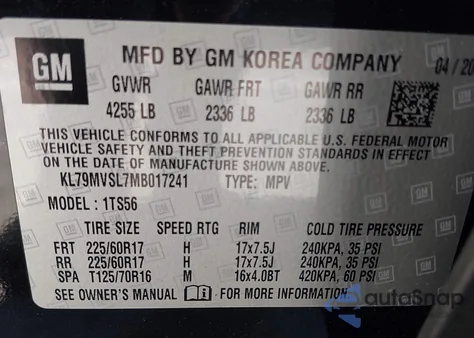 GM
MFD BY GM KOREA COMPANY 04/20
GVWR GAWR FRT GAWR RR
4255 LB 2336 LB 2336 LB
THIS VEHICLE CONFORMS TO ALL APPLICABLE U.S. FEDERAL MOTOR
VEHICLE SAFETY AND THEFT PREVENTION STANDARDS IN EFFECT ON
THE DATE OF MANUFACTURE SHOWN ABOVE.
KL79MVSL7MB017241 TYPE: MPV
MODEL : 1TS56
TIRE SIZE SPEED RTG RIM COLD TIRE PRESSURE
FRT 225/60R17 H 17x7.5J 240KPA, 35 PSI
RR 225/60R17 H 17x7.5J 240KPA, 35 PSI
SPA T125/70R16 M 16x4.0BT 420KPA, 60 PSI
SEE OWNER'S MANUAL i FOR MORE INFORMATION
autoSnap